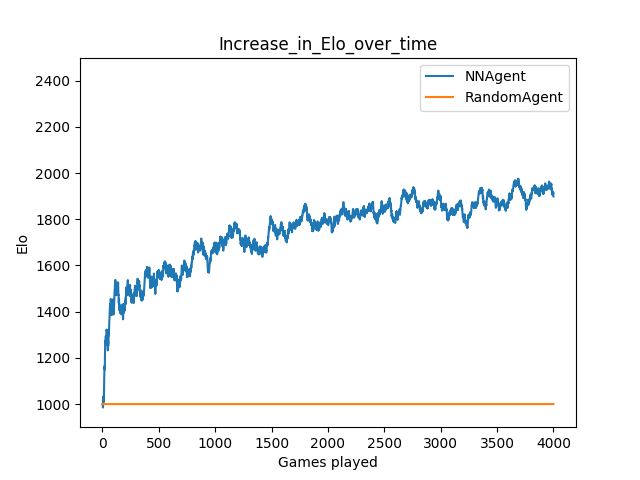 Increase_in_Elo_over_time
NNAgent
RandomAgent
2400
2200
2000
1800
1600
1400
1200
1000
Elo
0 500 1000 1500 2000 2500 3000 3500 4000
Games played